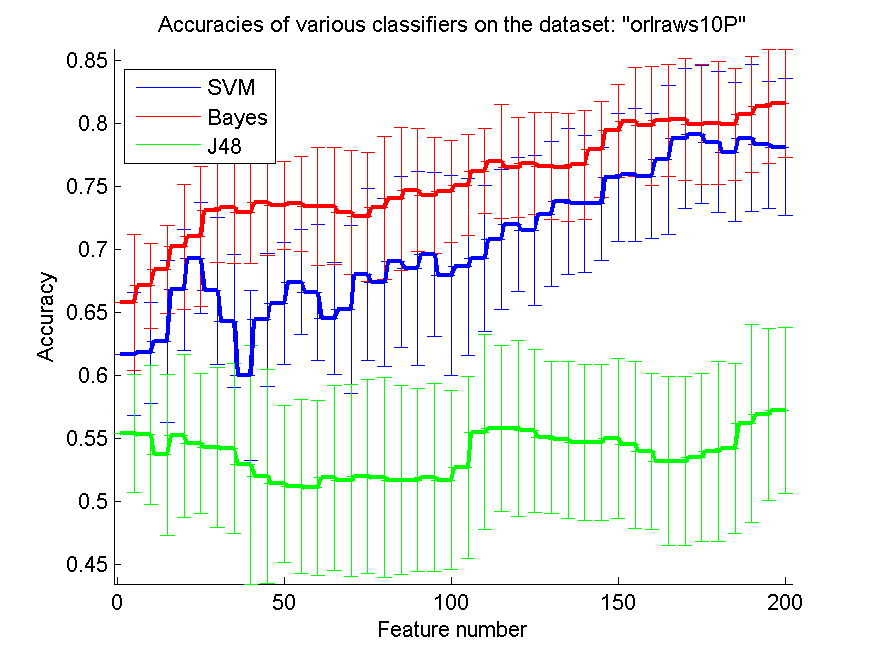 Accuracies of various classifiers on the dataset: "orlraws10P"
0.85
0.8
0.75
0.7
0.65
0.6
0.55
0.5
0.45
SVM
Bayes
J48
Accuracy
0 50 100 150 200
Feature number